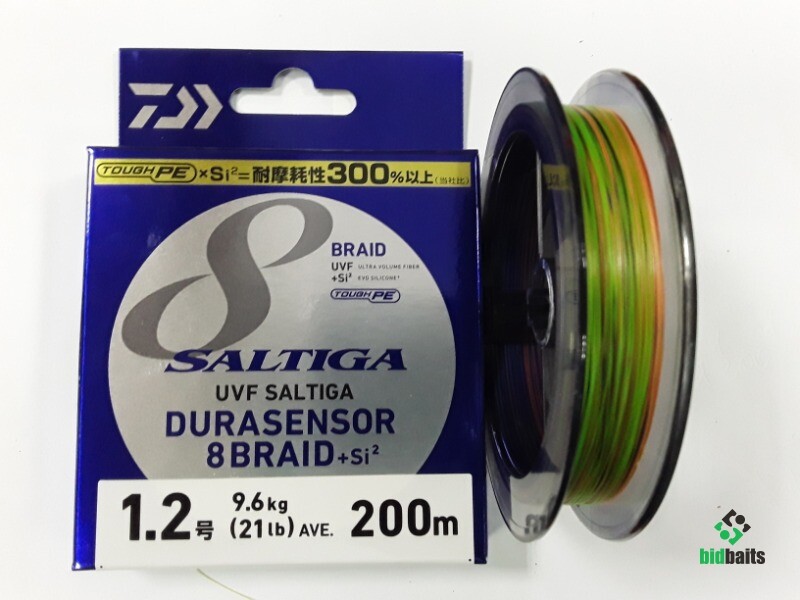 TOUGH PE × Si² = 耐摩耗性300%以上(当社比)
8
BRAID
UVF ULTRA VOLUME FIBER
+Si² EVO SILICONE²
TOUGH PE
SALTIGA
UVF SALTIGA
DURASENSOR
8BRAID+Si²
1.2号 9.6kg (21lb) AVE. 200m
bidbaits